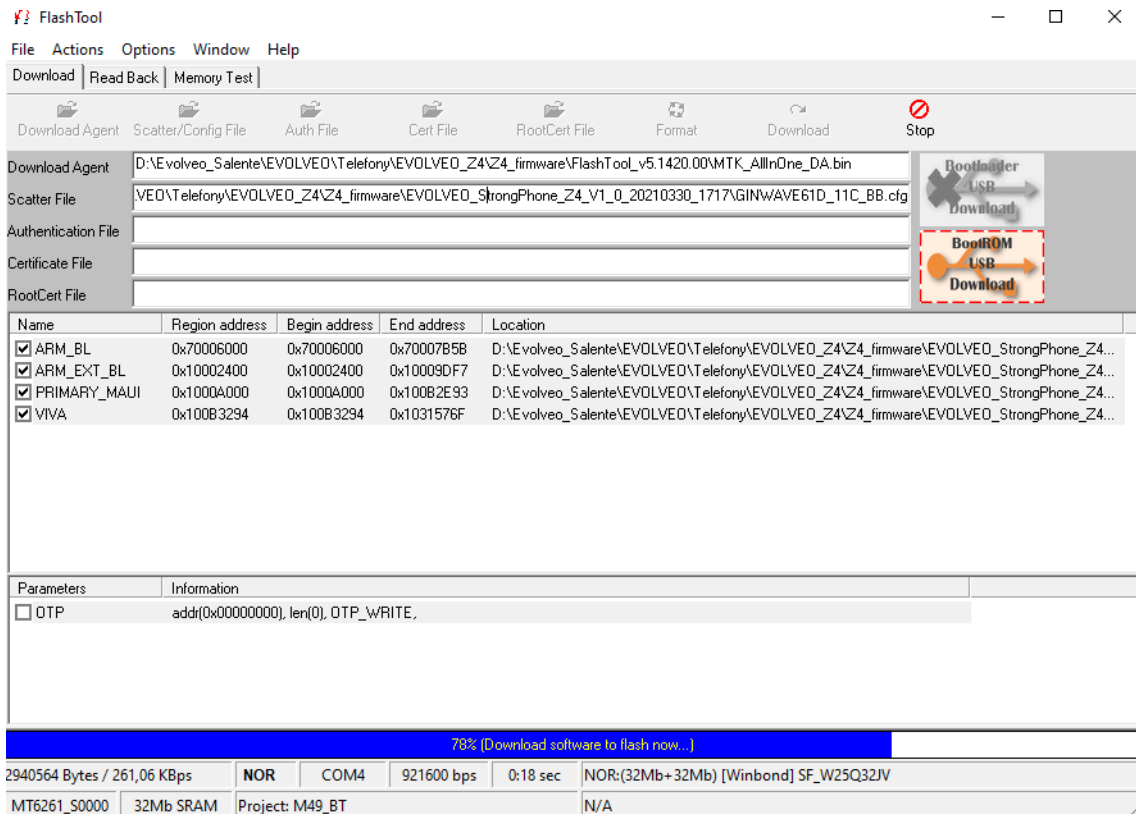 FlashTool
File Actions Options Window Help
Download Read Back Memory Test
Download Agent Scatter/Config File Auth File Cert File RootCert File Format Download Stop
Download Agent D:\Evolveo_Salente\EVOLVEO\Telefony\EVOLVEO_Z4\Z4_firmware\FlashTool_v5.1420.00\MTK_AllInOne_DA.bin
Scatter File .VEO\Telefony\EVOLVEO_Z4\Z4_firmware\EVOLVEO_StrongPhone_Z4_V1_0_20210330_1717\GINWAVE61D_11C_BB.cfg
Authentication File
Certificate File
RootCert File
Bootloader
USB
Download
BootROM
USB
Download
Name Region address Begin address End address Location
ARM_BL 0x70006000 0x70006000 0x70007B5B D:\Evolveo_Salente\EVOLVEO\Telefony\EVOLVEO_Z4\Z4_firmware\EVOLVEO_StrongPhone_Z4...
ARM_EXT_BL 0x10002400 0x10002400 0x10009DF7 D:\Evolveo_Salente\EVOLVEO\Telefony\EVOLVEO_Z4\Z4_firmware\EVOLVEO_StrongPhone_Z4...
PRIMARY_MAUI 0x1000A000 0x1000A000 0x100B2E93 D:\Evolveo_Salente\EVOLVEO\Telefony\EVOLVEO_Z4\Z4_firmware\EVOLVEO_StrongPhone_Z4...
VIVA 0x100B3294 0x100B3294 0x1031576F D:\Evolveo_Salente\EVOLVEO\Telefony\EVOLVEO_Z4\Z4_firmware\EVOLVEO_StrongPhone_Z4...
Parameters Information
OTP addr(0x00000000), len(0), OTP_WRITE,
78% (Download software to flash now...)
2940564 Bytes / 261,06 KBps NOR COM4 921600 bps 0:18 sec NOR:(32Mb+32Mb) [Winbond] SF_W25Q32JV
MT6261_S0000 32Mb SRAM Project: M49_BT N/A